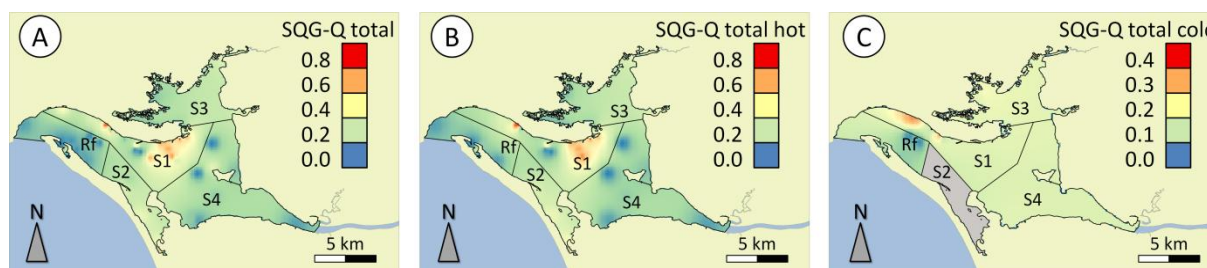 A
SQG-Q total
0.8
0.6
0.4
0.2
0.0
S3
Rf
S1
S2
S4
N
5 km
B
SQG-Q total hot
0.8
0.6
0.4
0.2
0.0
S3
Rf
S1
S2
S4
N
5 km
C
SQG-Q total cold
0.4
0.3
0.2
0.1
0.0
S3
Rf
S1
S2
S4
N
5 km